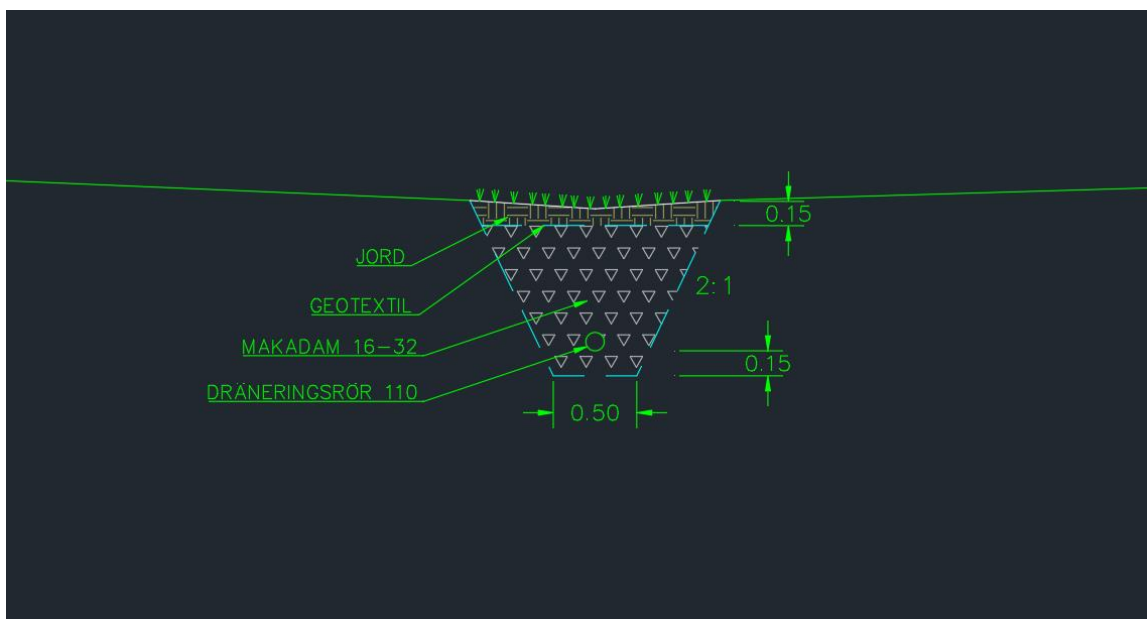 0.15
JORD
2:1
GEOTEXTIL
MAKADAM 16-32
0.15
DRÄNERINGSRÖR 110
0.50